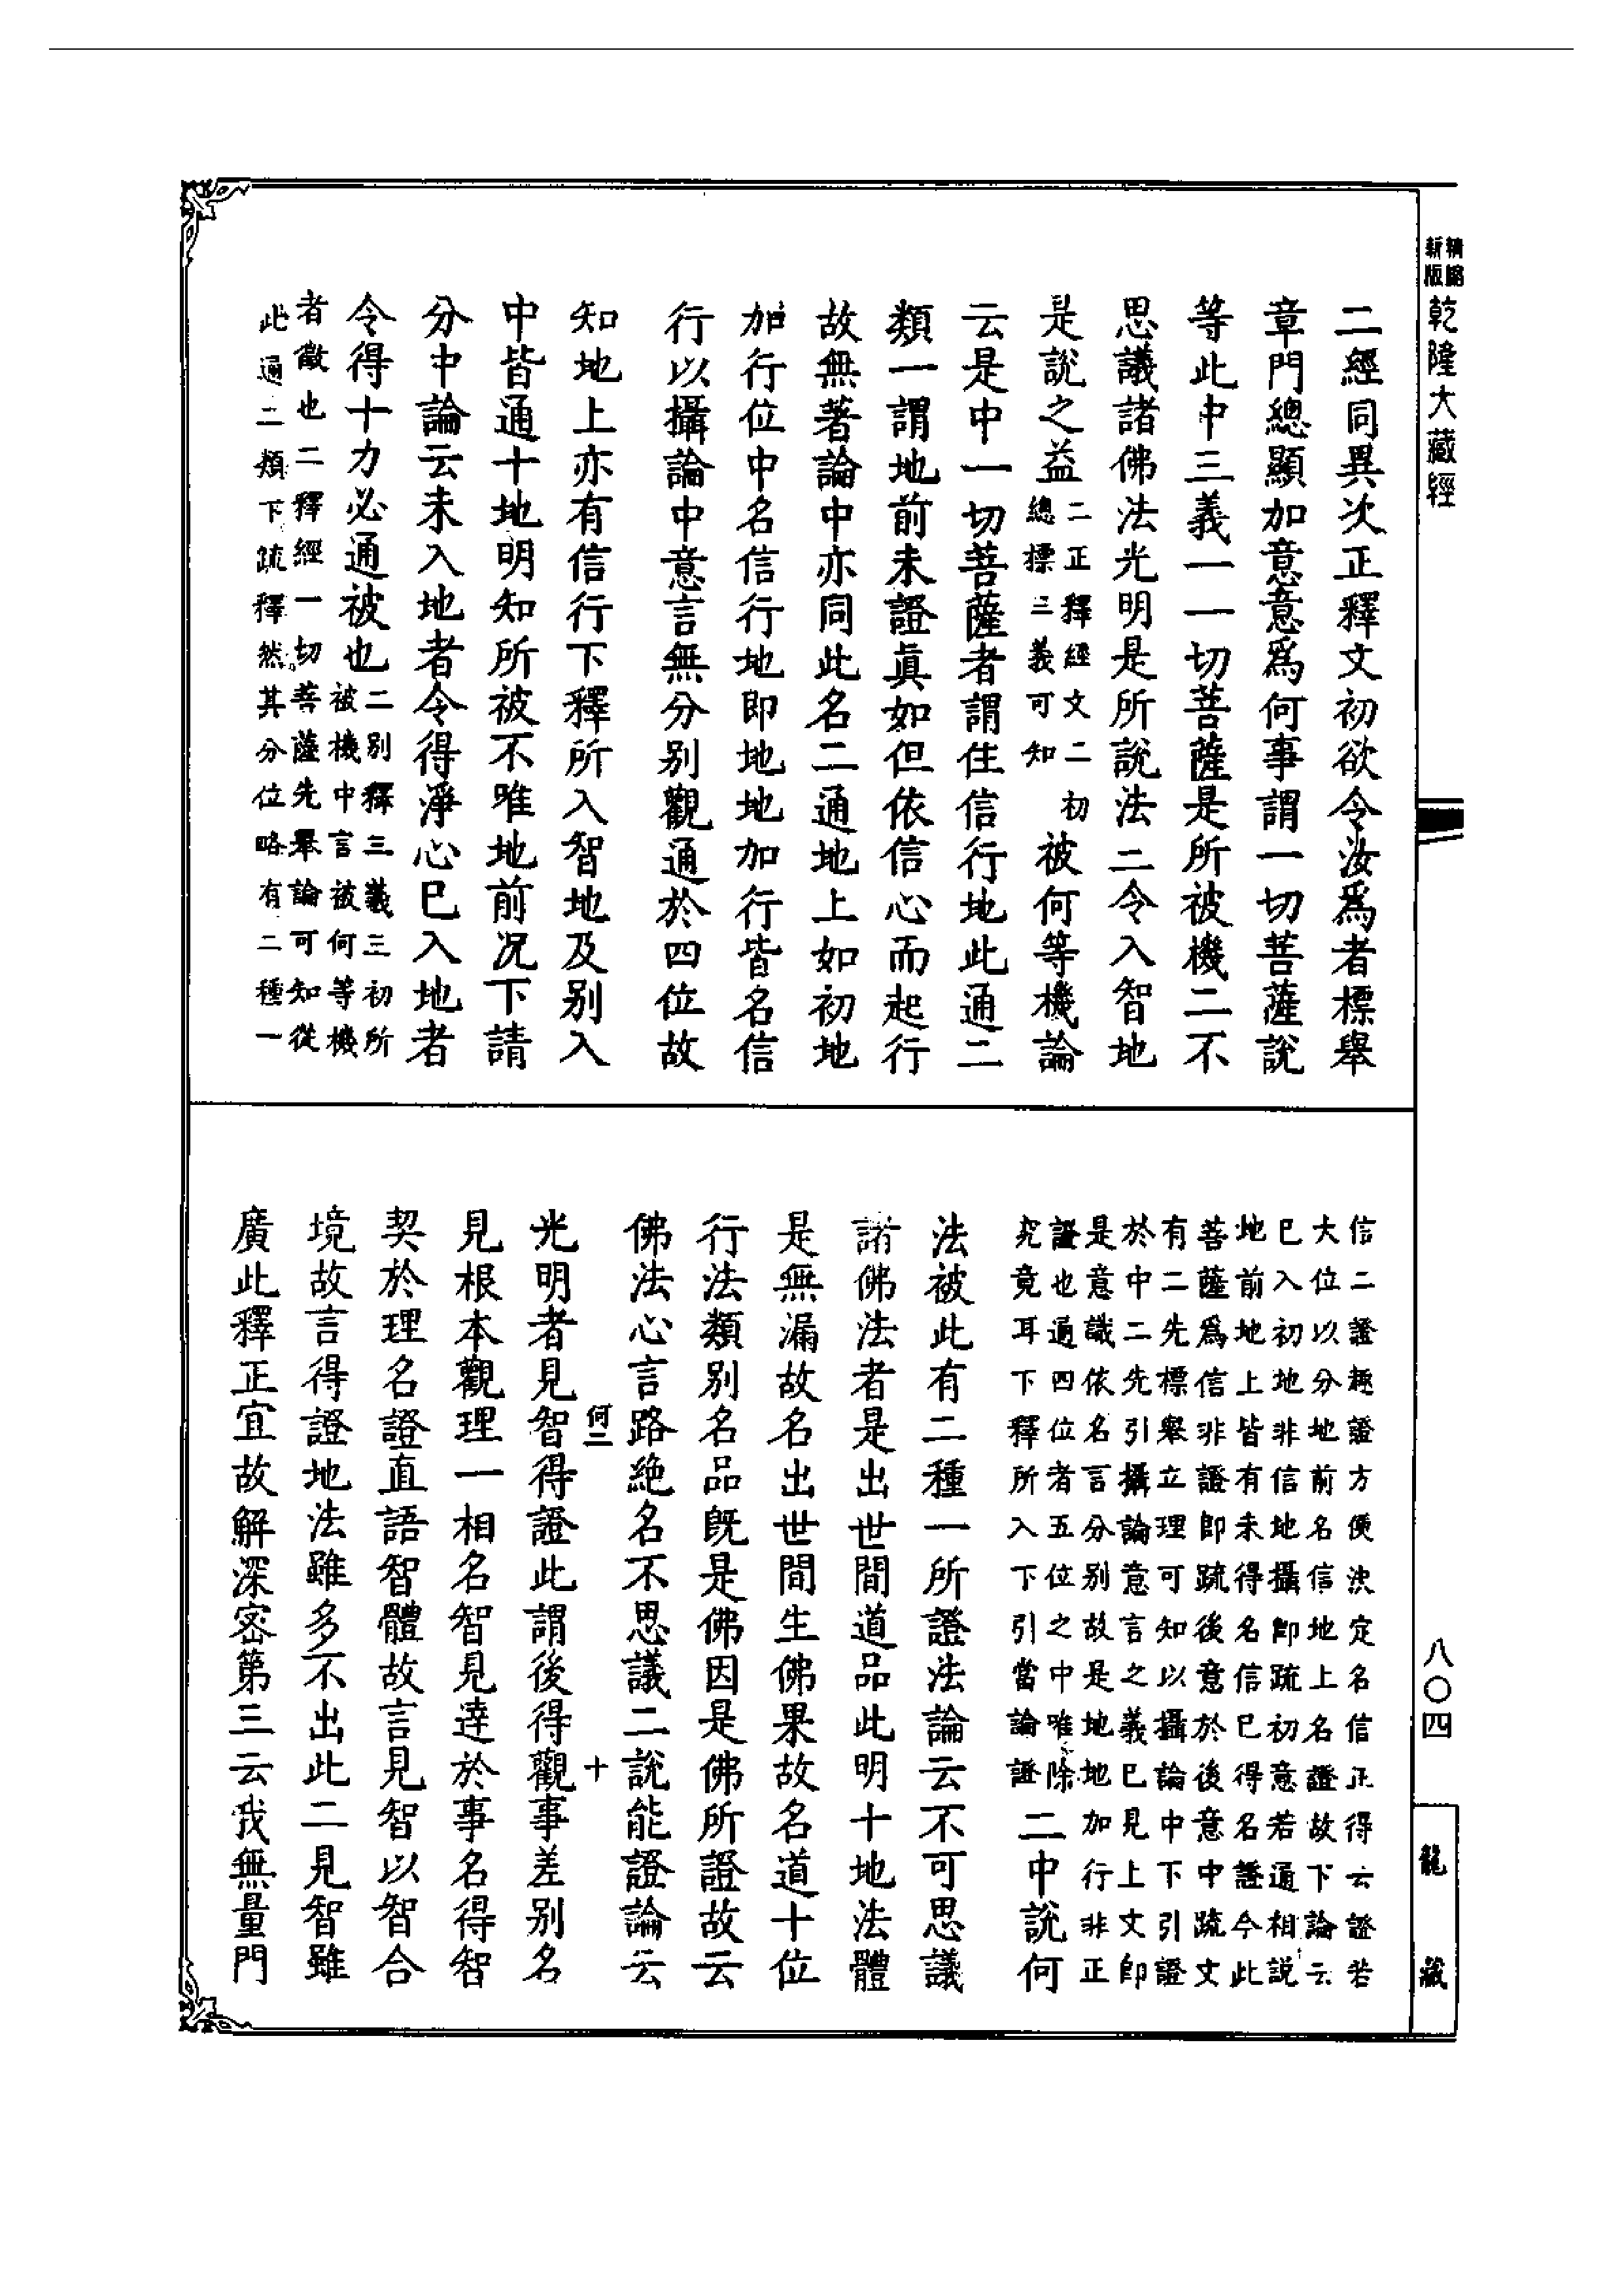 精縮新版
乾隆大藏經
二經同異次正釋文初欲令汝爲者標舉
章門總顯加意意爲何事謂一切菩薩說
等此中三義一一切菩薩是所被機二不
思議諸佛法光明是所說法二令入智地
是說之益二正釋經文二初總標三義可知被何等機論
云是中一切菩薩者謂住信行地此通二
類一謂地前未證真如但依信心而起行
故無著論中亦同此名二通地上如初地
加行位中名信行地即地地加行皆名信
行以攝論中意言無分別觀通於四位故
知地上亦有信行下釋所入智地及別入
中皆通十地明知所被不唯地前況下請
分中論云未入地者令得淨心已入地者
令得十力必通被也二別釋三義三初所被機中言被何等機
者徵也二釋經一切菩薩先舉論可知從
此通二類下疏釋然其分位略有二種一
信二證趣證方便決定名信正得云證若
大位以分地前名信地上名證故下論云
已入初地非信地攝即疏初意若通相説
地前地上皆有未得名信已得名證今此
菩薩爲信非證即疏後意於後意中疏文
有二先標舉立理可知以攝論中下引證
於中二先引攝論意言之義已見上文即
是意識依名言分別故是地地加行非正
證也通四位者五位之中唯除
究竟耳下釋所入下引當論證二中說何
法被此有二種一所證法論云不可思議
諸佛法者是出世間道品此明十地法體
是無漏故名出世間生佛果故名道十位
行法類別名品既是佛因是佛所證故云
佛法心言路絶名不思議二說能證論云
何二 十
光明者見智得證此謂後得觀事差別名
見根本觀理一相名智見達於事名得智
契於理名證直語智體故言見智以智合
境故言得證地法雖多不出此二見智雖
廣此釋正宜故解深密第三云我無量門
八〇四
龍藏